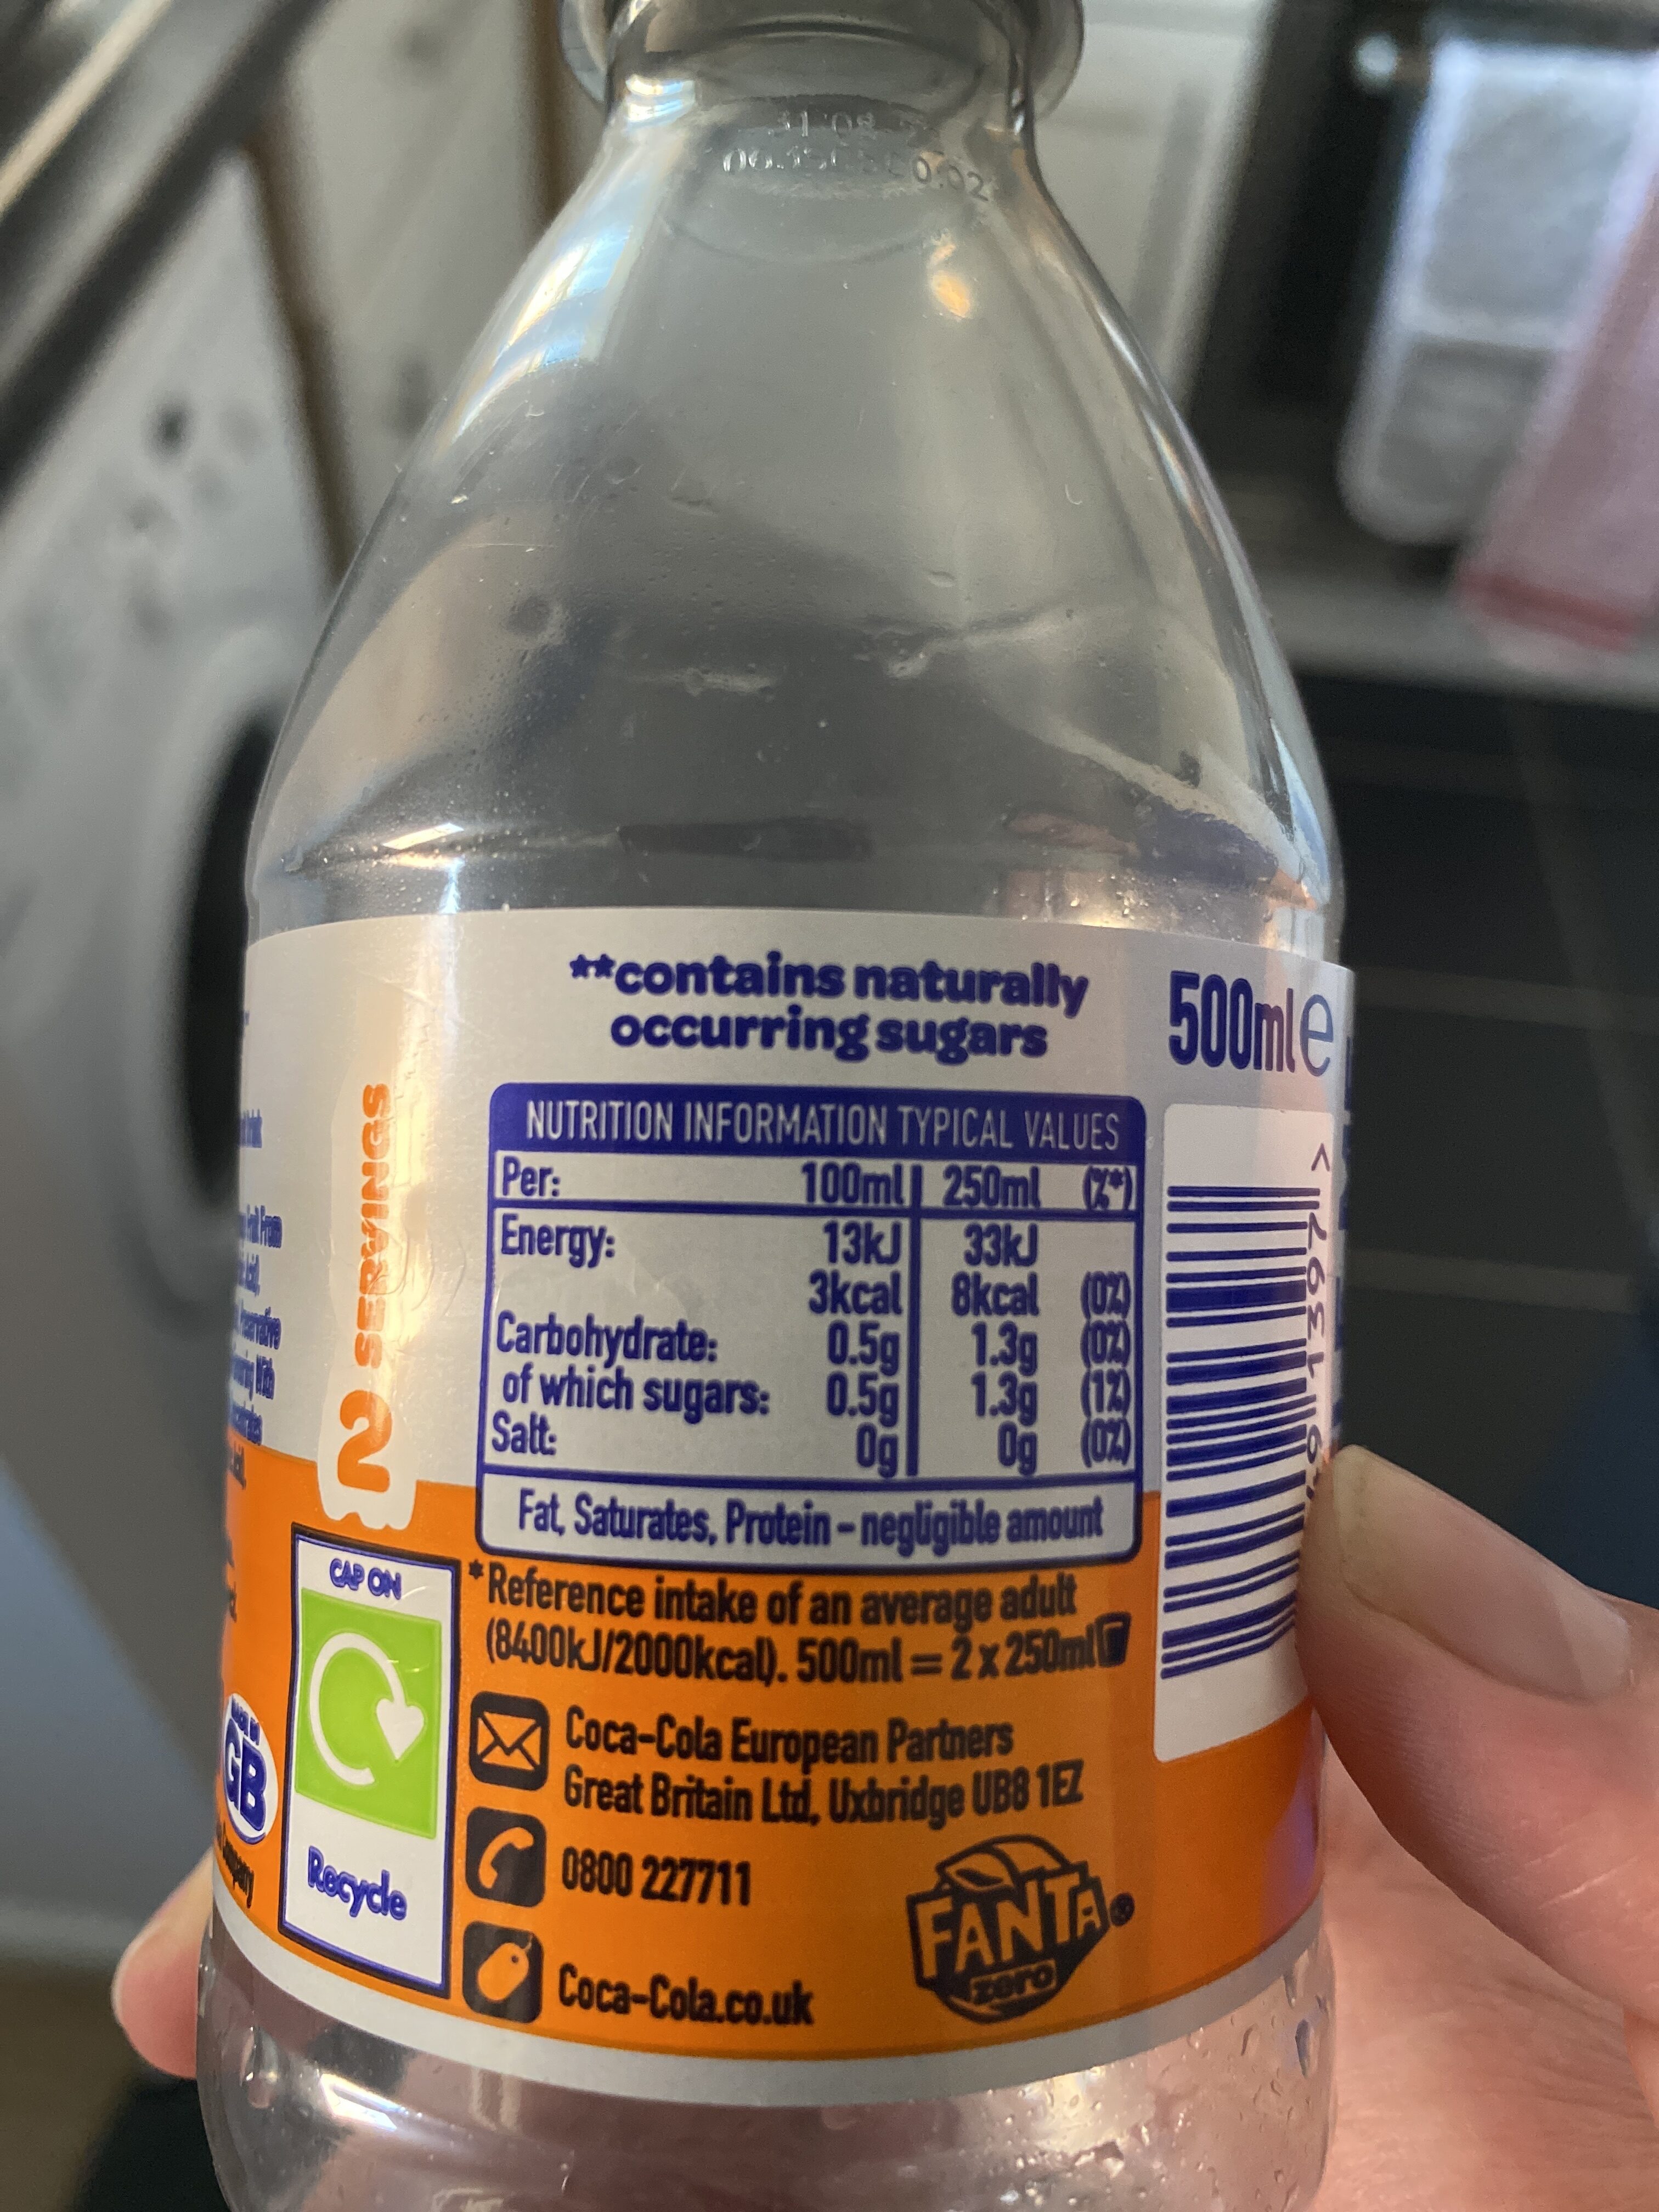 31 08
**contains naturally
occurring sugars
500ml e
2 SERVINGS
NUTRITION INFORMATION TYPICAL VALUES
Per: 100ml 250ml (%*)
Energy: 13kJ 33kJ
3kcal 8kcal (0%)
Carbohydrate: 0.5g 1.3g (0%)
of which sugars: 0.5g 1.3g (1%)
Salt: 0g 0g (0%)
Fat, Saturates, Protein – negligible amount
*Reference intake of an average adult
(8400kJ/2000kcal). 500ml = 2 x 250ml
CAP ON
Recycle
GB
Coca-Cola European Partners
Great Britain Ltd, Uxbridge UB8 1EZ
0800 227711
Coca-Cola.co.uk
FANTA
zero